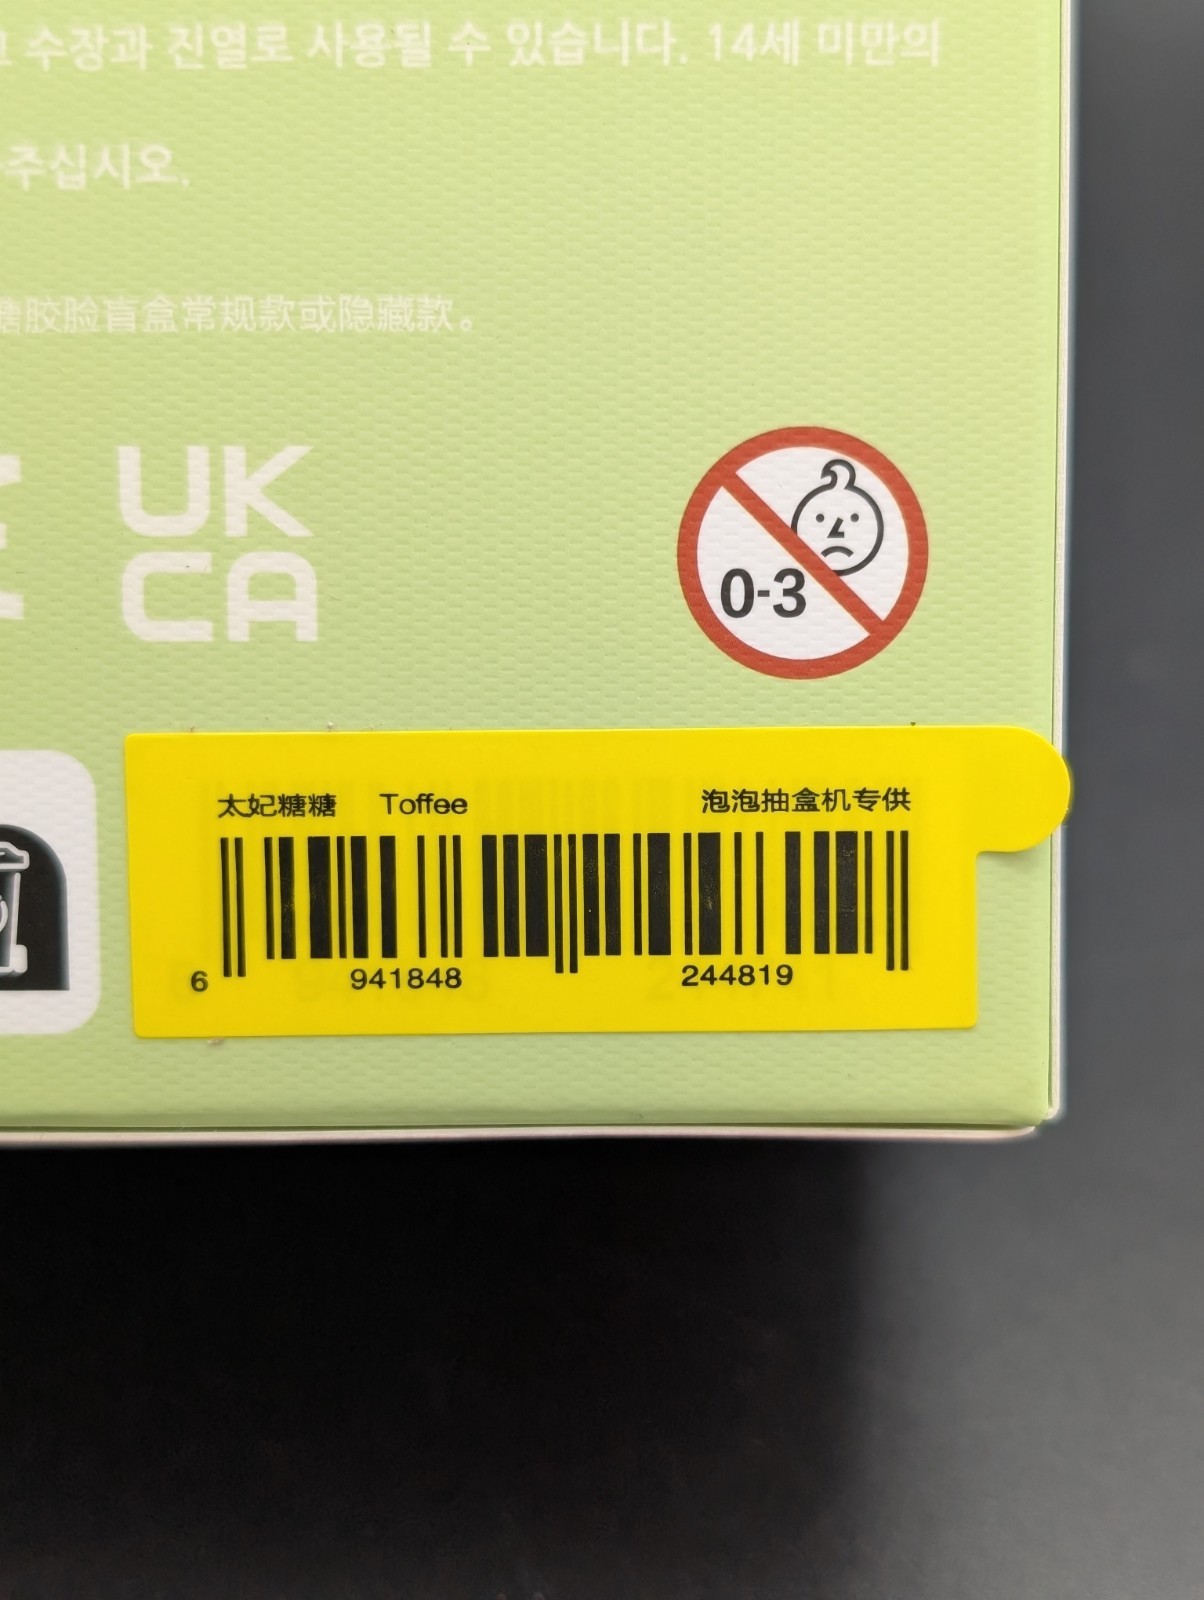 수장과 진열로 사용될 수 있습니다. 14세 미만의
주십시오.
糖胶脸盲盒常规款或隐藏款。
UK
CA
0-3
太妃糖糖 Toffee 泡泡抽盒机专供
6 941848 244819